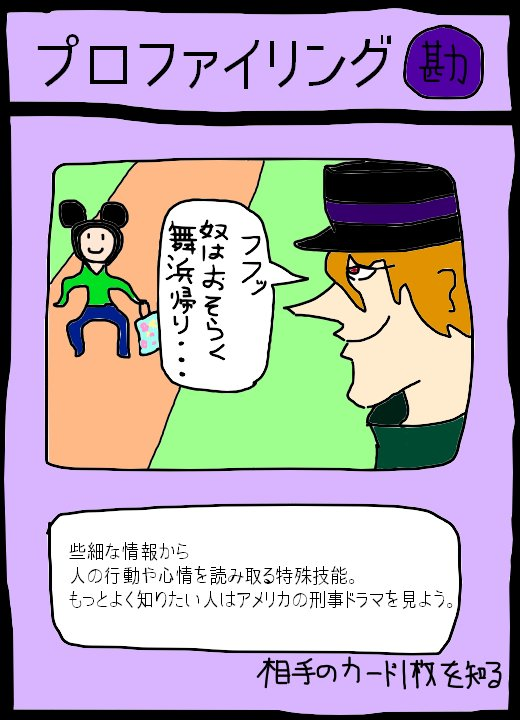 プロファイリング
勘
フフッ
奴はおそらく
舞浜帰り・・・
些細な情報から
人の行動や心情を読み取る特殊技能。
もっとよく知りたい人はアメリカの刑事ドラマを見よう。
相手のカード1枚を知る